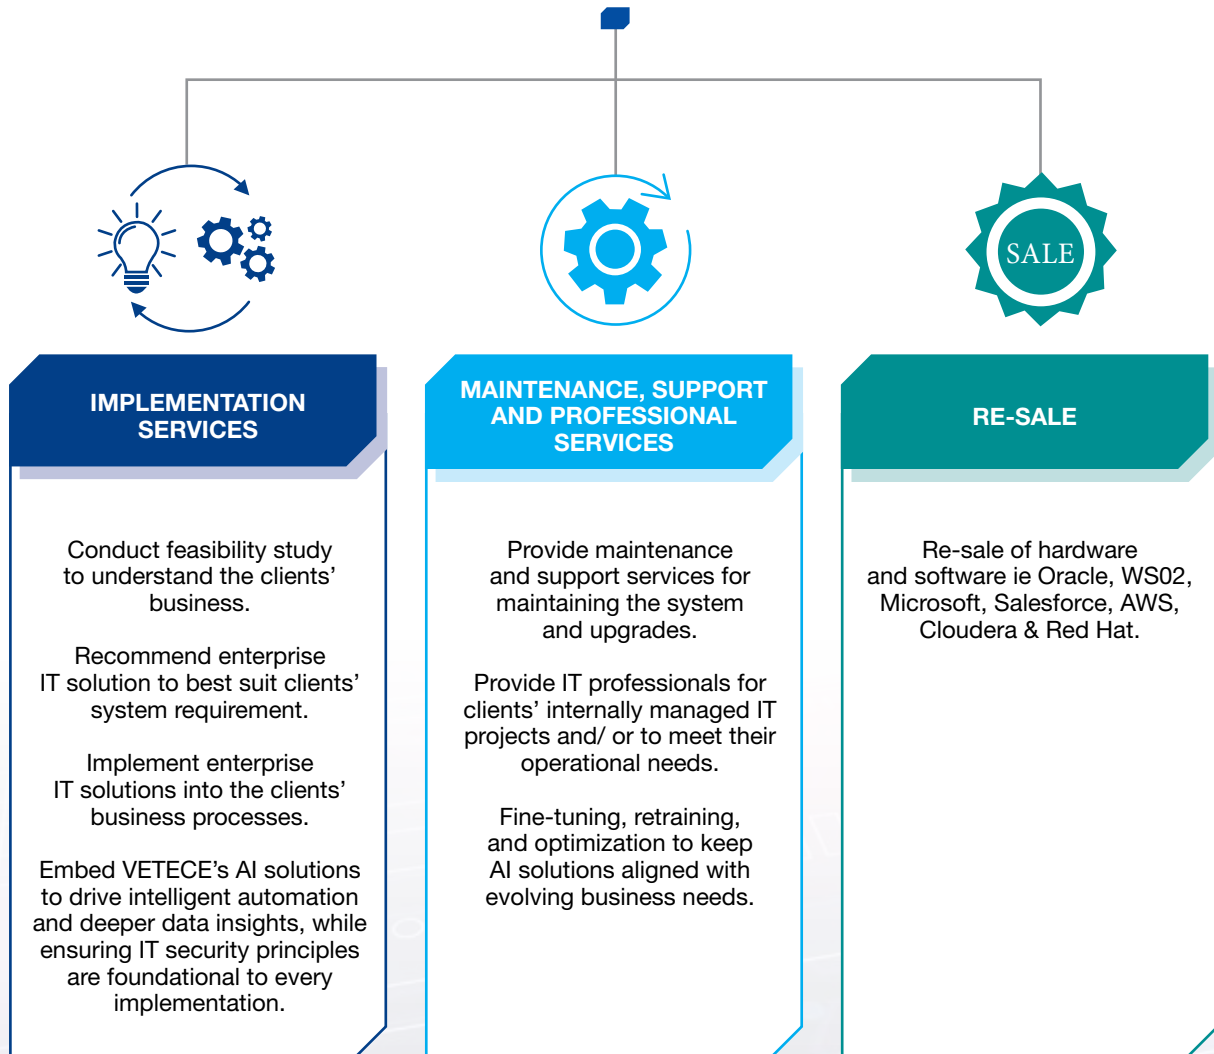 SALE
IMPLEMENTATION
SERVICES
Conduct feasibility study
to understand the clients’
business.
Recommend enterprise
IT solution to best suit clients’
system requirement.
Implement enterprise
IT solutions into the clients’
business processes.
Embed VETECE’s AI solutions
to drive intelligent automation
and deeper data insights, while
ensuring IT security principles
are foundational to every
implementation.
MAINTENANCE, SUPPORT
AND PROFESSIONAL
SERVICES
Provide maintenance
and support services for
maintaining the system
and upgrades.
Provide IT professionals for
clients’ internally managed IT
projects and/ or to meet their
operational needs.
Fine-tuning, retraining,
and optimization to keep
AI solutions aligned with
evolving business needs.
RE-SALE
Re-sale of hardware
and software ie Oracle, WS02,
Microsoft, Salesforce, AWS,
Cloudera & Red Hat.